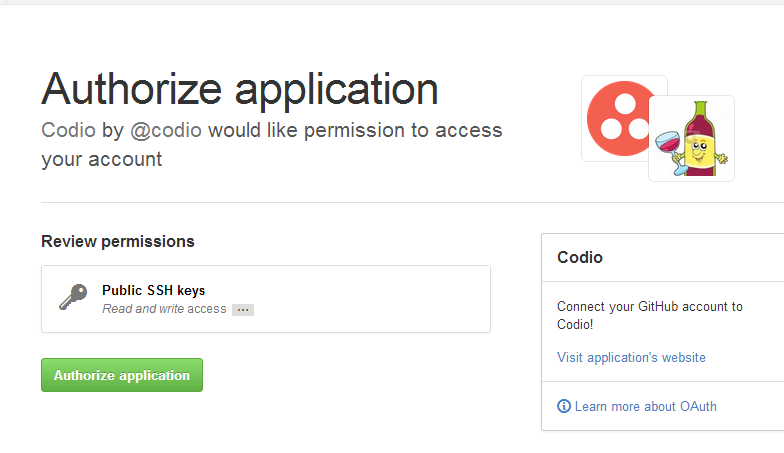 Authorize application
Codio by @codio would like permission to access
your account
Review permissions
Public SSH keys
Read and write access ...
Authorize application
Codio
Connect your GitHub account to
Codio!
Visit application's website
Learn more about OAuth